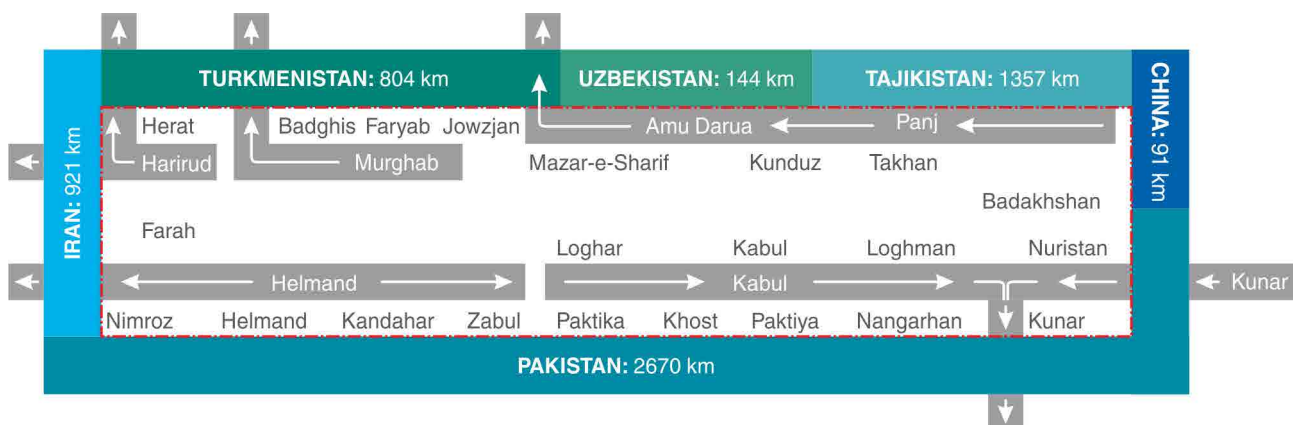 TURKMENISTAN: 804 km
UZBEKISTAN: 144 km
TAJIKISTAN: 1357 km
CHINA: 91 km
IRAN: 921 km
Herat
Badghis Faryab Jowzjan
Amu Darua
Panj
Harirud
Murghab
Mazar-e-Sharif
Kunduz
Takhan
Badakhshan
Farah
Loghar
Kabul
Loghman
Nuristan
Helmand
Kabul
Kunar
Nimroz
Helmand
Kandahar
Zabul
Paktika
Khost
Paktiya
Nangarhan
Kunar
PAKISTAN: 2670 km